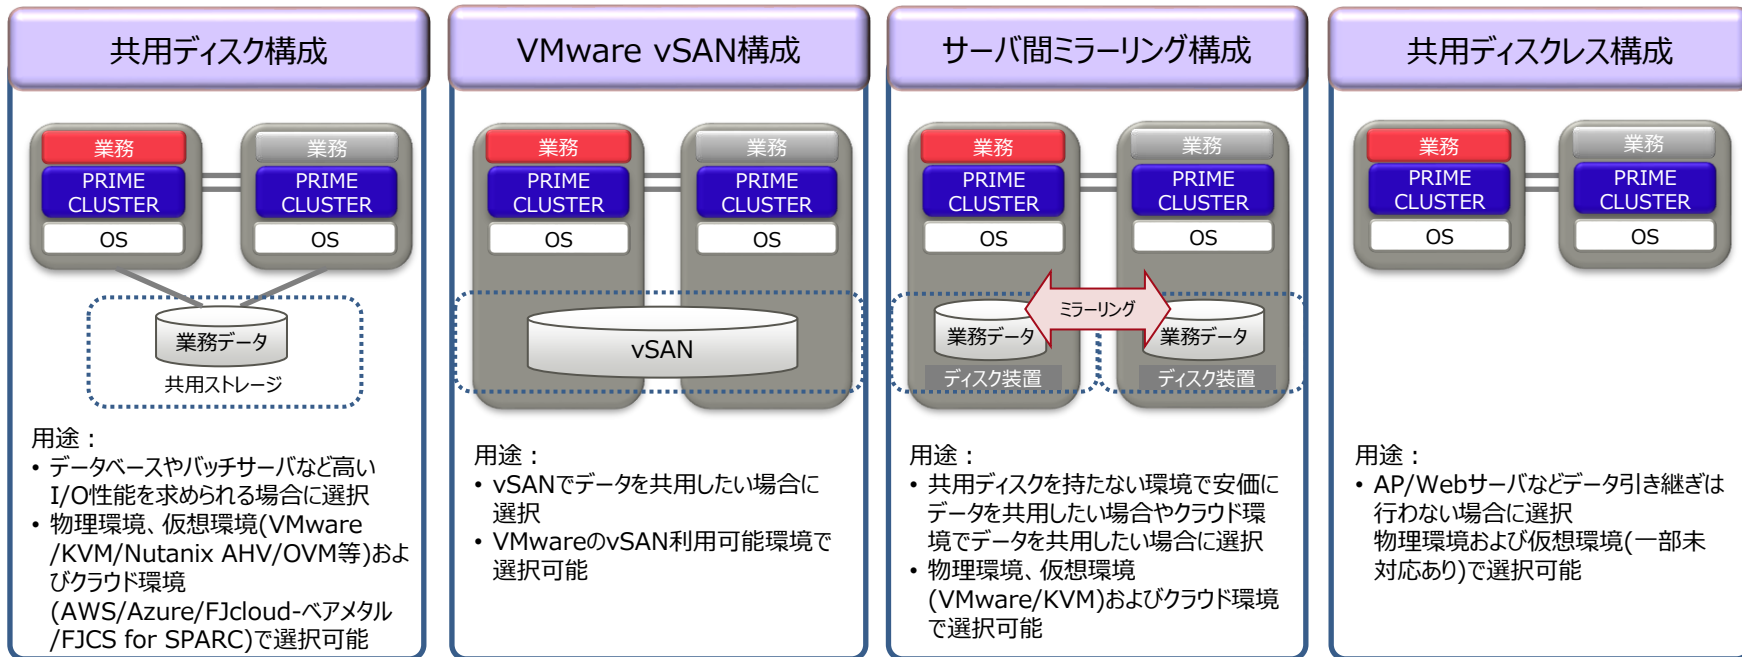 共用ディスク構成
業務
業務
PRIME
CLUSTER
PRIME
CLUSTER
OS
OS
業務データ
共用ストレージ
用途：
• データベースやバッチサーバなど高い
I/O性能を求められる場合に選択
• 物理環境、仮想環境(VMware
/KVM/Nutanix AHV/OVM等)およ
びクラウド環境
(AWS/Azure/FJcloud-ベアメタル
/FJCS for SPARC)で選択可能
VMware vSAN構成
業務
業務
PRIME
CLUSTER
PRIME
CLUSTER
OS
OS
vSAN
用途：
• vSANでデータを共用したい場合に
選択
• VMwareのvSAN利用可能環境で
選択可能
サーバ間ミラーリング構成
業務
業務
PRIME
CLUSTER
PRIME
CLUSTER
OS
OS
ミラーリング
業務データ
業務データ
ディスク装置
ディスク装置
用途：
• 共用ディスクを持たない環境で安価に
データを共用したい場合やクラウド環
境でデータを共用したい場合に選択
• 物理環境、仮想環境
(VMware/KVM)およびクラウド環境
で選択可能
共用ディスクレス構成
業務
業務
PRIME
CLUSTER
PRIME
CLUSTER
OS
OS
用途：
• AP/Webサーバなどデータ引き継ぎは
行わない場合に選択
物理環境および仮想環境(一部未
対応あり)で選択可能